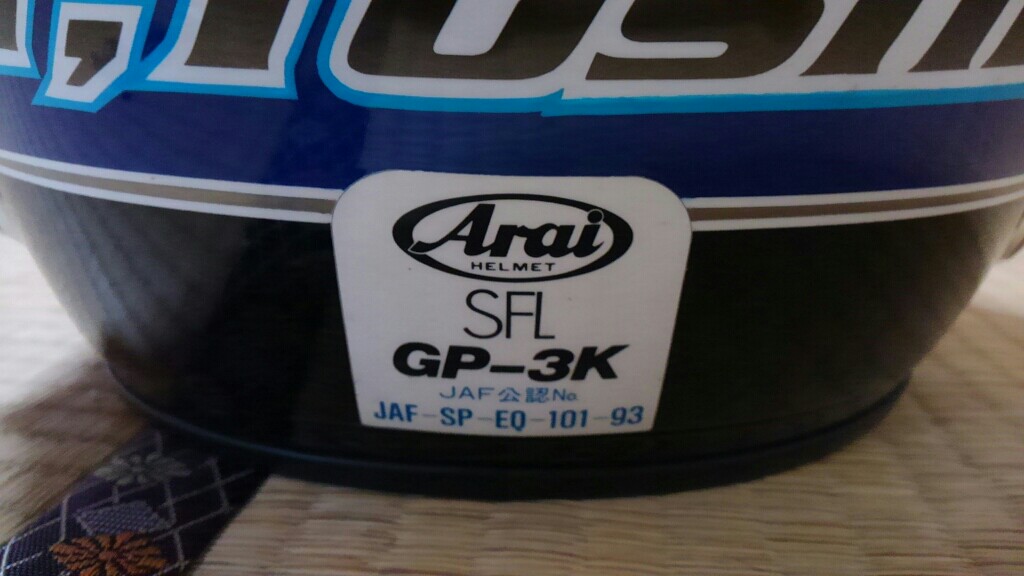 Arai
HELMET
SFL
GP-3K
JAF公認No.
JAF-SP-EQ-101-93